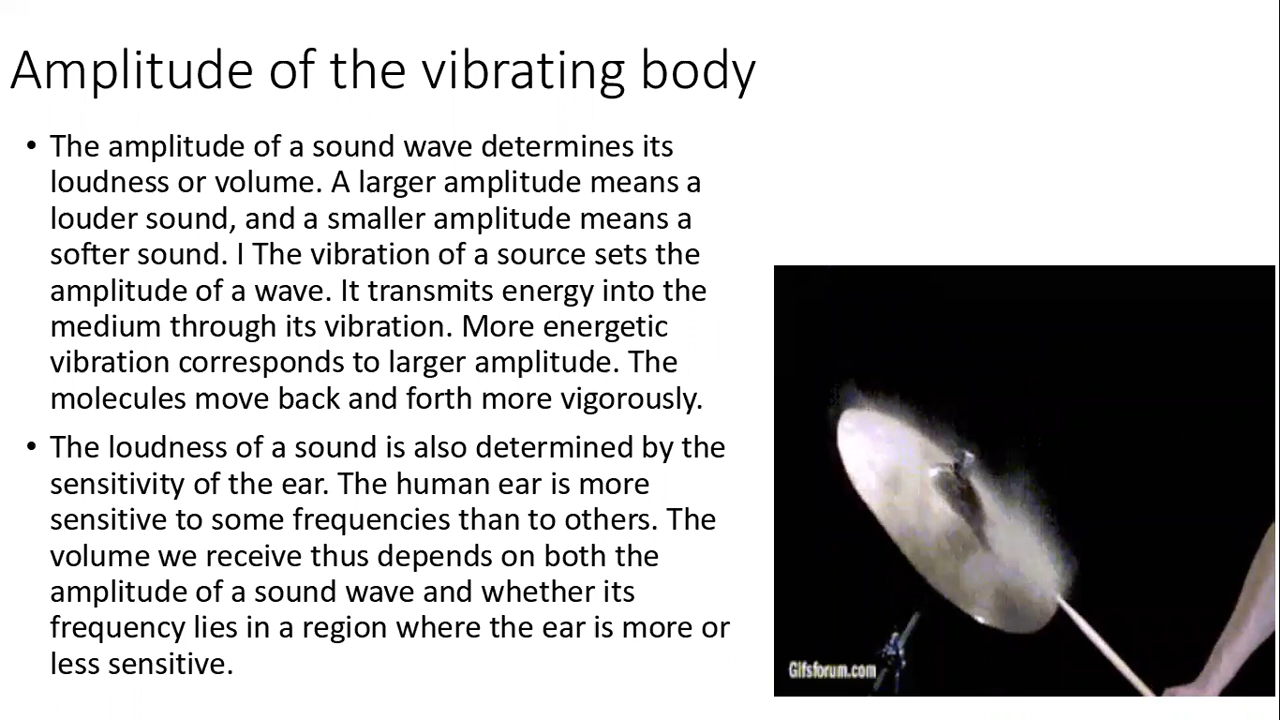 Amplitude of the vibrating body
• The amplitude of a sound wave determines its
loudness or volume. A larger amplitude means a
louder sound, and a smaller amplitude means a
softer sound. I The vibration of a source sets the
amplitude of a wave. It transmits energy into the
medium through its vibration. More energetic
vibration corresponds to larger amplitude. The
molecules move back and forth more vigorously.
• The loudness of a sound is also determined by the
sensitivity of the ear. The human ear is more
sensitive to some frequencies than to others. The
volume we receive thus depends on both the
amplitude of a sound wave and whether its
frequency lies in a region where the ear is more or
less sensitive.
Gifsforum.com